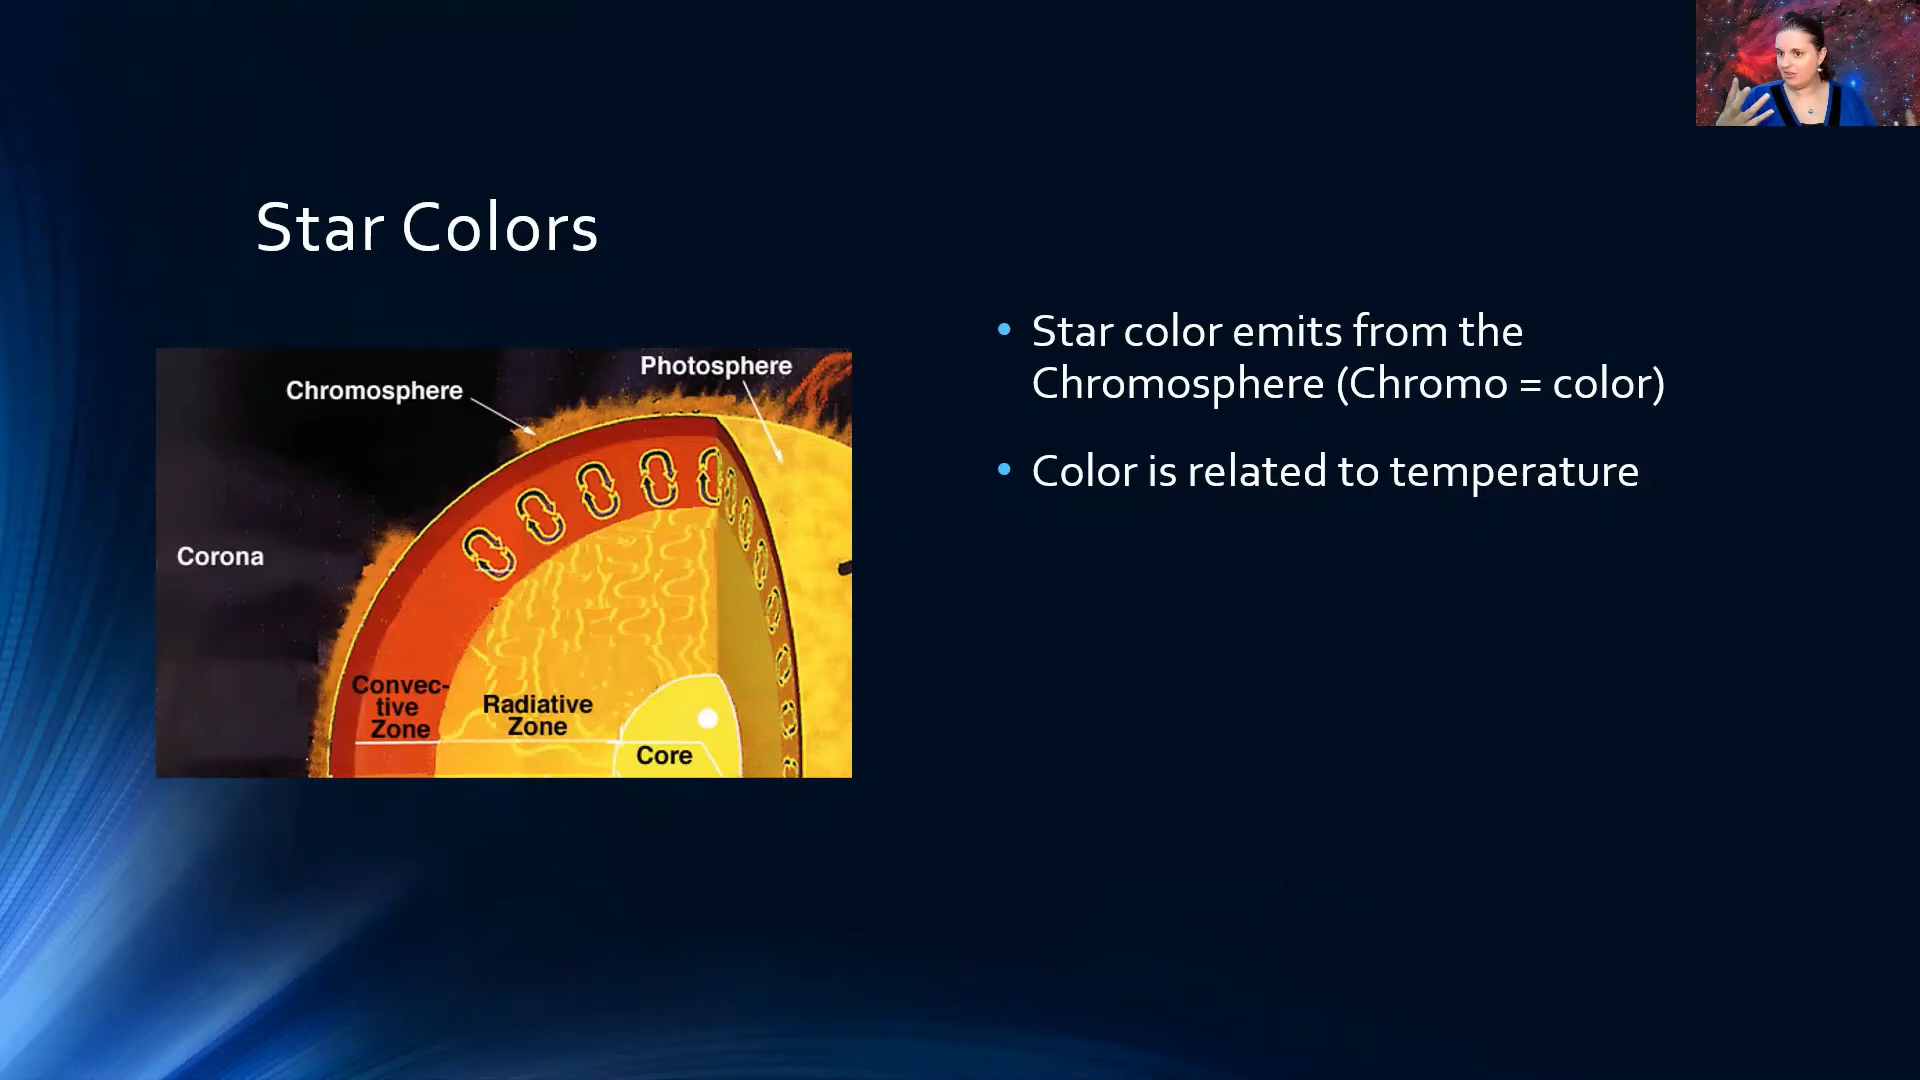 Star Colors
Star color emits from the
Chromosphere (Chromo = color)
Color is related to temperature
Photosphere
Chromosphere
Corona
Convec-
tive
Zone
Radiative
Zone
Core